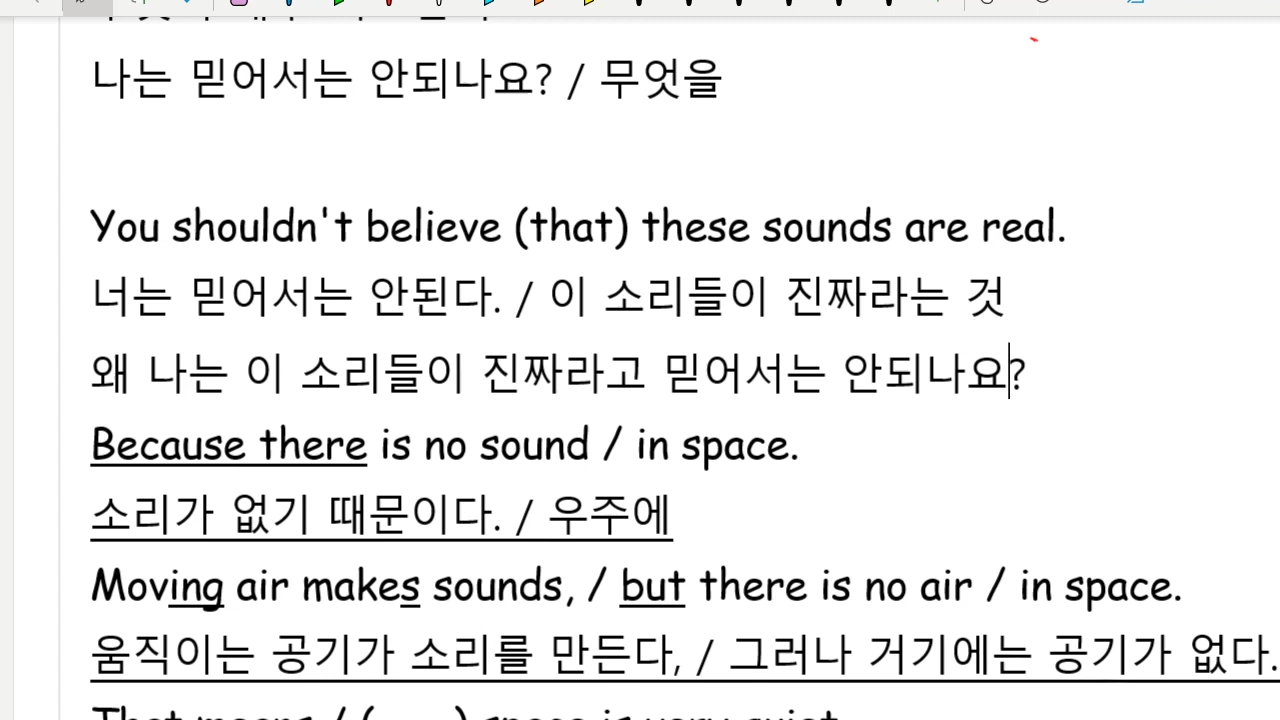 나는 믿어서는 안되나요? / 무엇을
You shouldn't believe (that) these sounds are real.
너는 믿어서는 안된다. / 이 소리들이 진짜라는 것
왜 나는 이 소리들이 진짜라고 믿어서는 안되나요?
Because there is no sound / in space.
소리가 없기 때문이다. / 우주에
Moving air makes sounds, / but there is no air / in space.
움직이는 공기가 소리를 만든다, / 그러나 거기에는 공기가 없다.
That means / ( ) space is very quiet